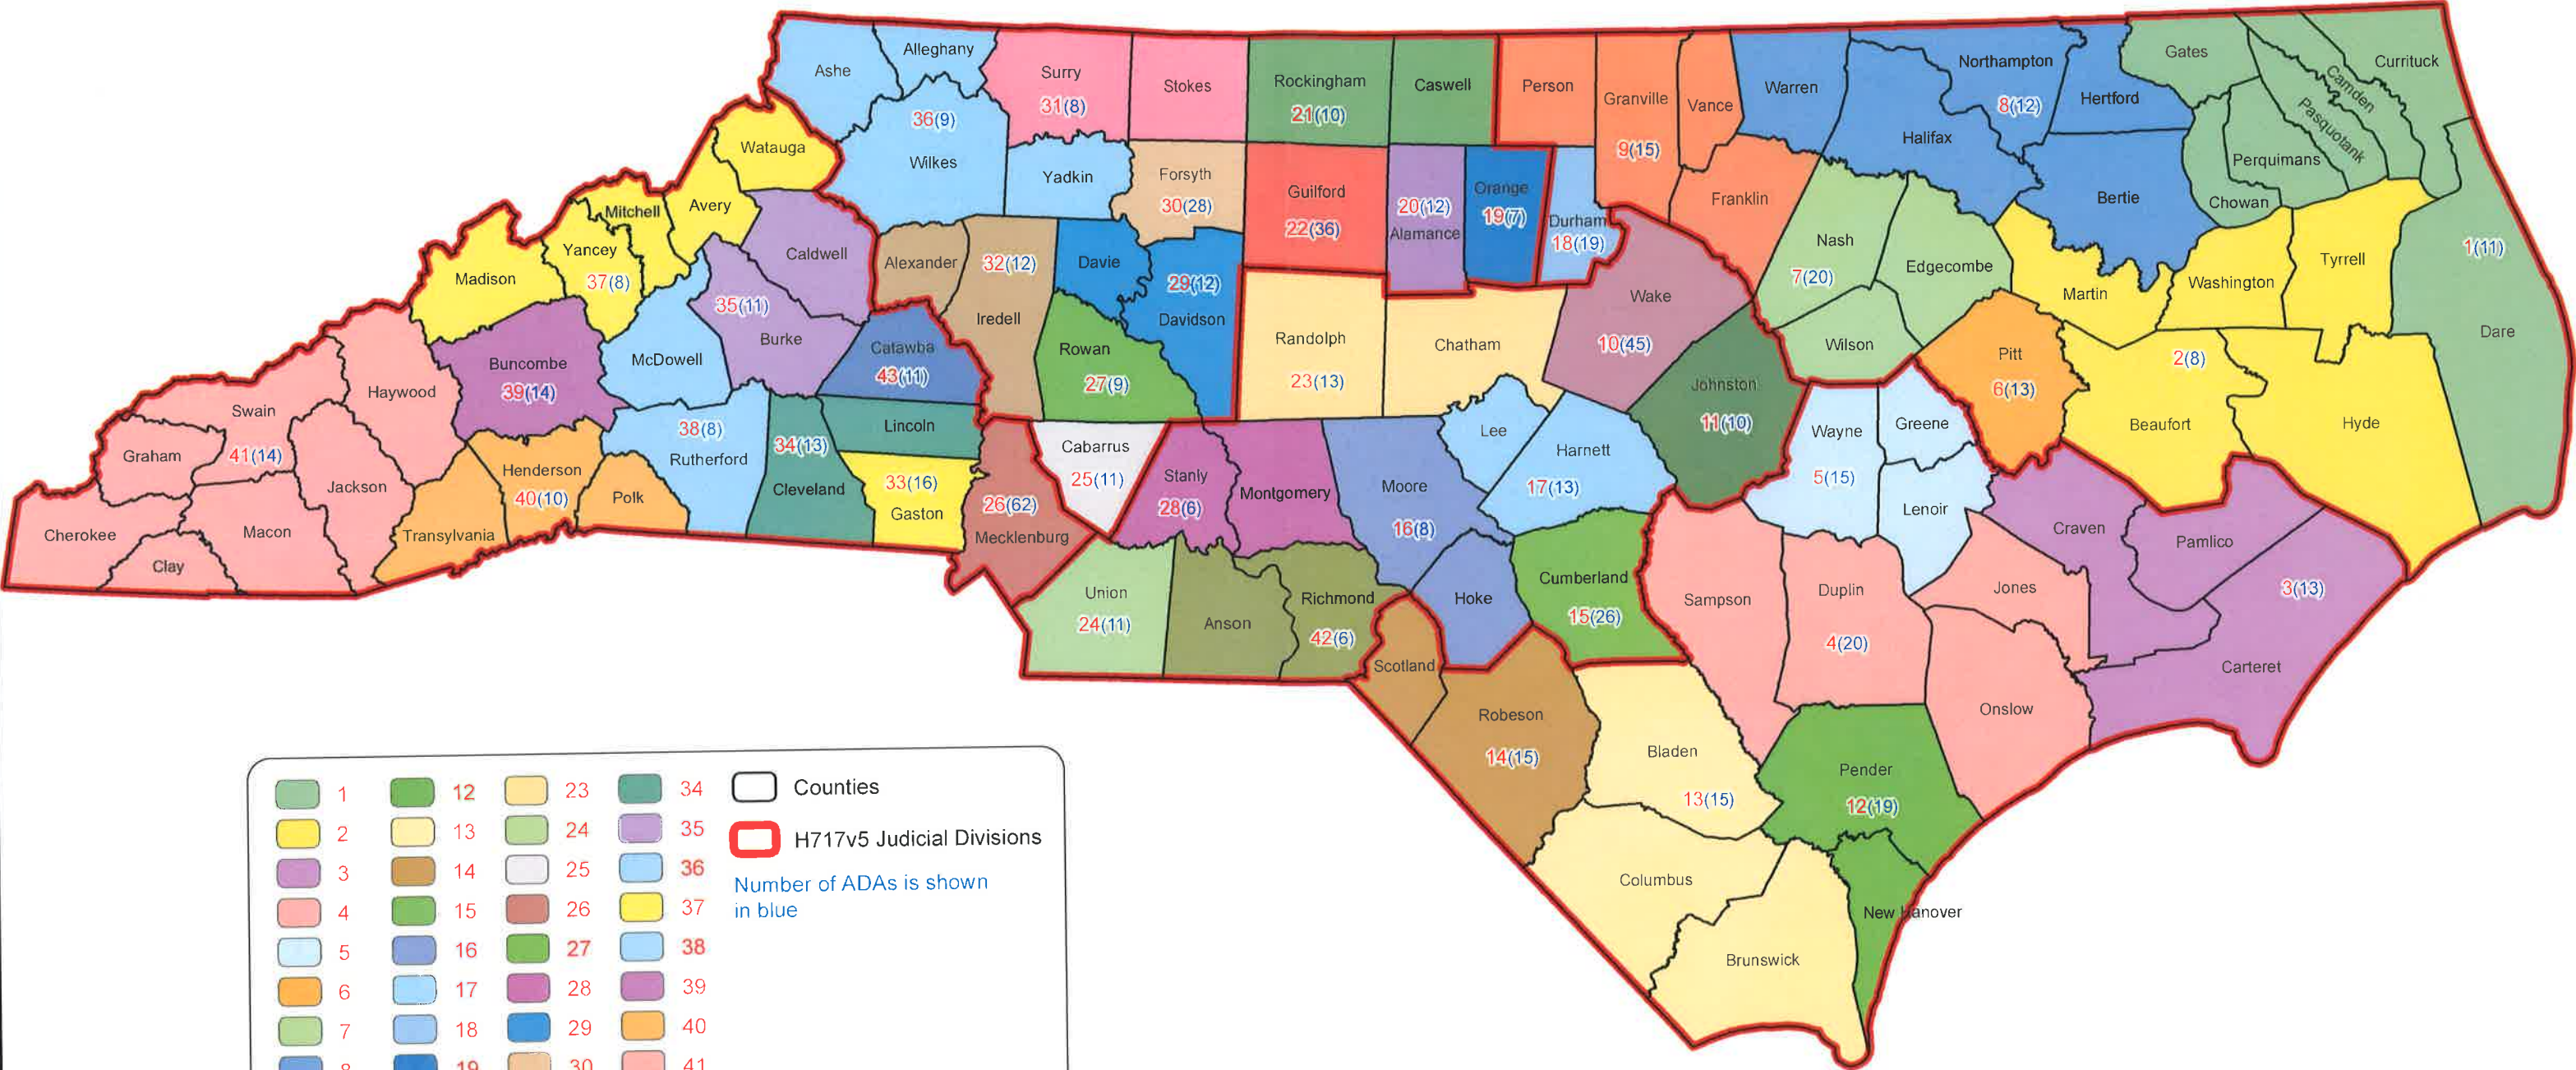 Alleghany
Ashe
Surry
31(8)
Stokes
Rockingham
21(10)
Caswell
Person
Granville
9(15)
Vance
Warren
Northampton
8(12)
Halifax
Hertford
Gates
Currituck
Camden
Pasquotank
Perquimans
Chowan
Bertie
36(9)
Wilkes
Yadkin
Forsyth
30(28)
Guilford
22(36)
20(12)
Alamance
Orange
19(7)
Durham
18(19)
Franklin
Nash
7(20)
Edgecombe
Wilson
Martin
Washington
Tyrrell
1(11)
Dare
Watauga
Avery
Mitchell
Yancey
37(8)
Madison
Caldwell
Alexander
32(12)
Iredell
Davie
29(12)
Davidson
Randolph
23(13)
Chatham
Wake
10(45)
Johnston
11(10)
Pitt
6(13)
2(8)
Beaufort
Hyde
35(11)
Burke
McDowell
Buncombe
39(14)
Haywood
Swain
41(14)
Graham
Jackson
Cherokee
Macon
Clay
Transylvania
Henderson
40(10)
Polk
38(8)
Rutherford
34(13)
Cleveland
Catawba
43(11)
Lincoln
33(16)
Gaston
Rowan
27(9)
Cabarrus
25(11)
26(62)
Mecklenburg
Stanly
28(6)
Montgomery
Moore
16(8)
Lee
Harnett
17(13)
Wayne
5(15)
Greene
Lenoir
Craven
Pamlico
3(13)
Carteret
Jones
Onslow
Duplin
4(20)
Sampson
Cumberland
15(26)
Hoke
Richmond
42(6)
Anson
Union
24(11)
Scotland
Robeson
14(15)
Bladen
13(15)
Pender
12(19)
Columbus
New Hanover
Brunswick
1 12 23 34
2 13 24 35
3 14 25 36
4 15 26 37
5 16 27 38
6 17 28 39
7 18 29 40
8 19 30 41
Counties
H717v5 Judicial Divisions
Number of ADAs is shown
in blue